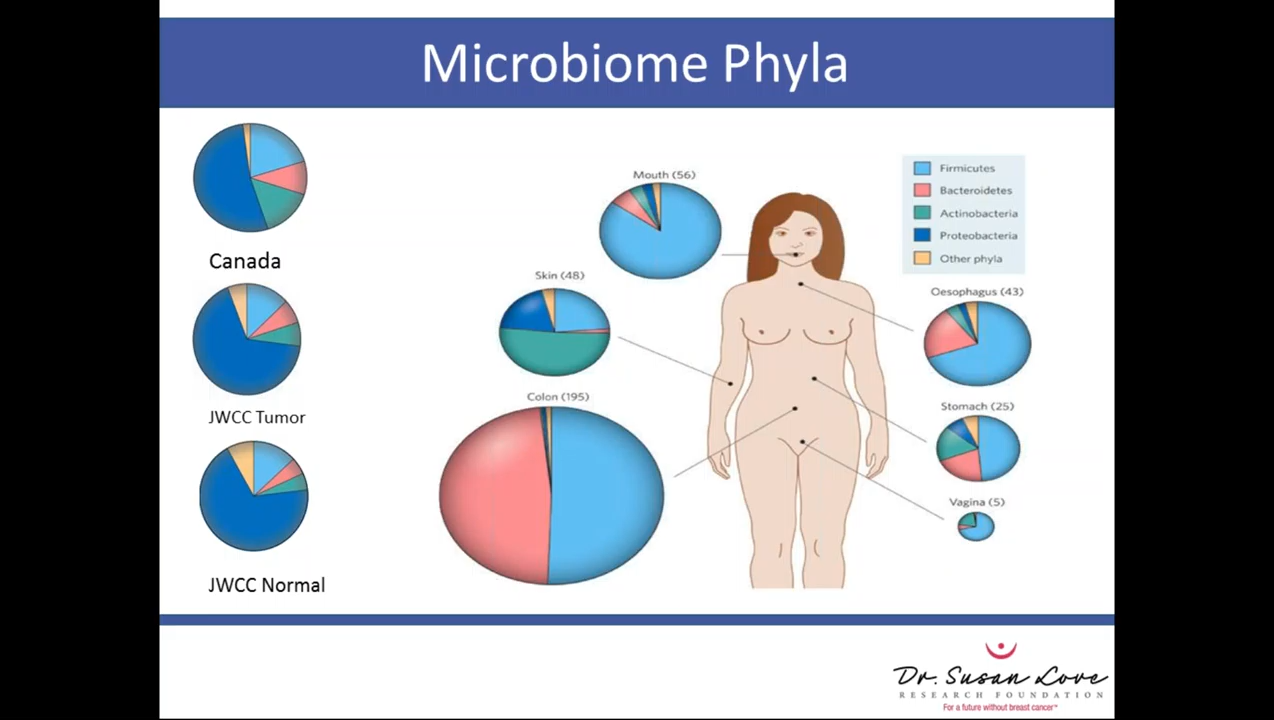 Microbiome Phyla
Canada
JWCC Tumor
JWCC Normal
Mouth (56)
Skin (48)
Colon (195)
Firmicutes
Bacteroidetes
Actinobacteria
Proteobacteria
Other phyla
Oesophagus (43)
Stomach (25)
Vagina (5)
Dr. Susan Love
RESEARCH FOUNDATION
For a future without breast cancer™